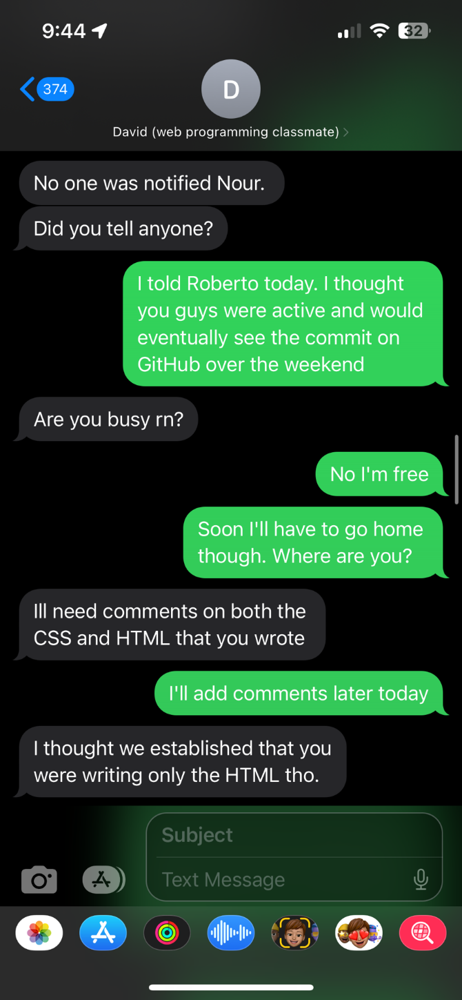 9:44
32
374
D
David (web programming classmate)
No one was notified Nour.
Did you tell anyone?
I told Roberto today. I thought
you guys were active and would
eventually see the commit on
GitHub over the weekend
Are you busy rn?
No I'm free
Soon I'll have to go home
though. Where are you?
Ill need comments on both the
CSS and HTML that you wrote
I'll add comments later today
I thought we established that you
were writing only the HTML tho.
Subject
Text Message